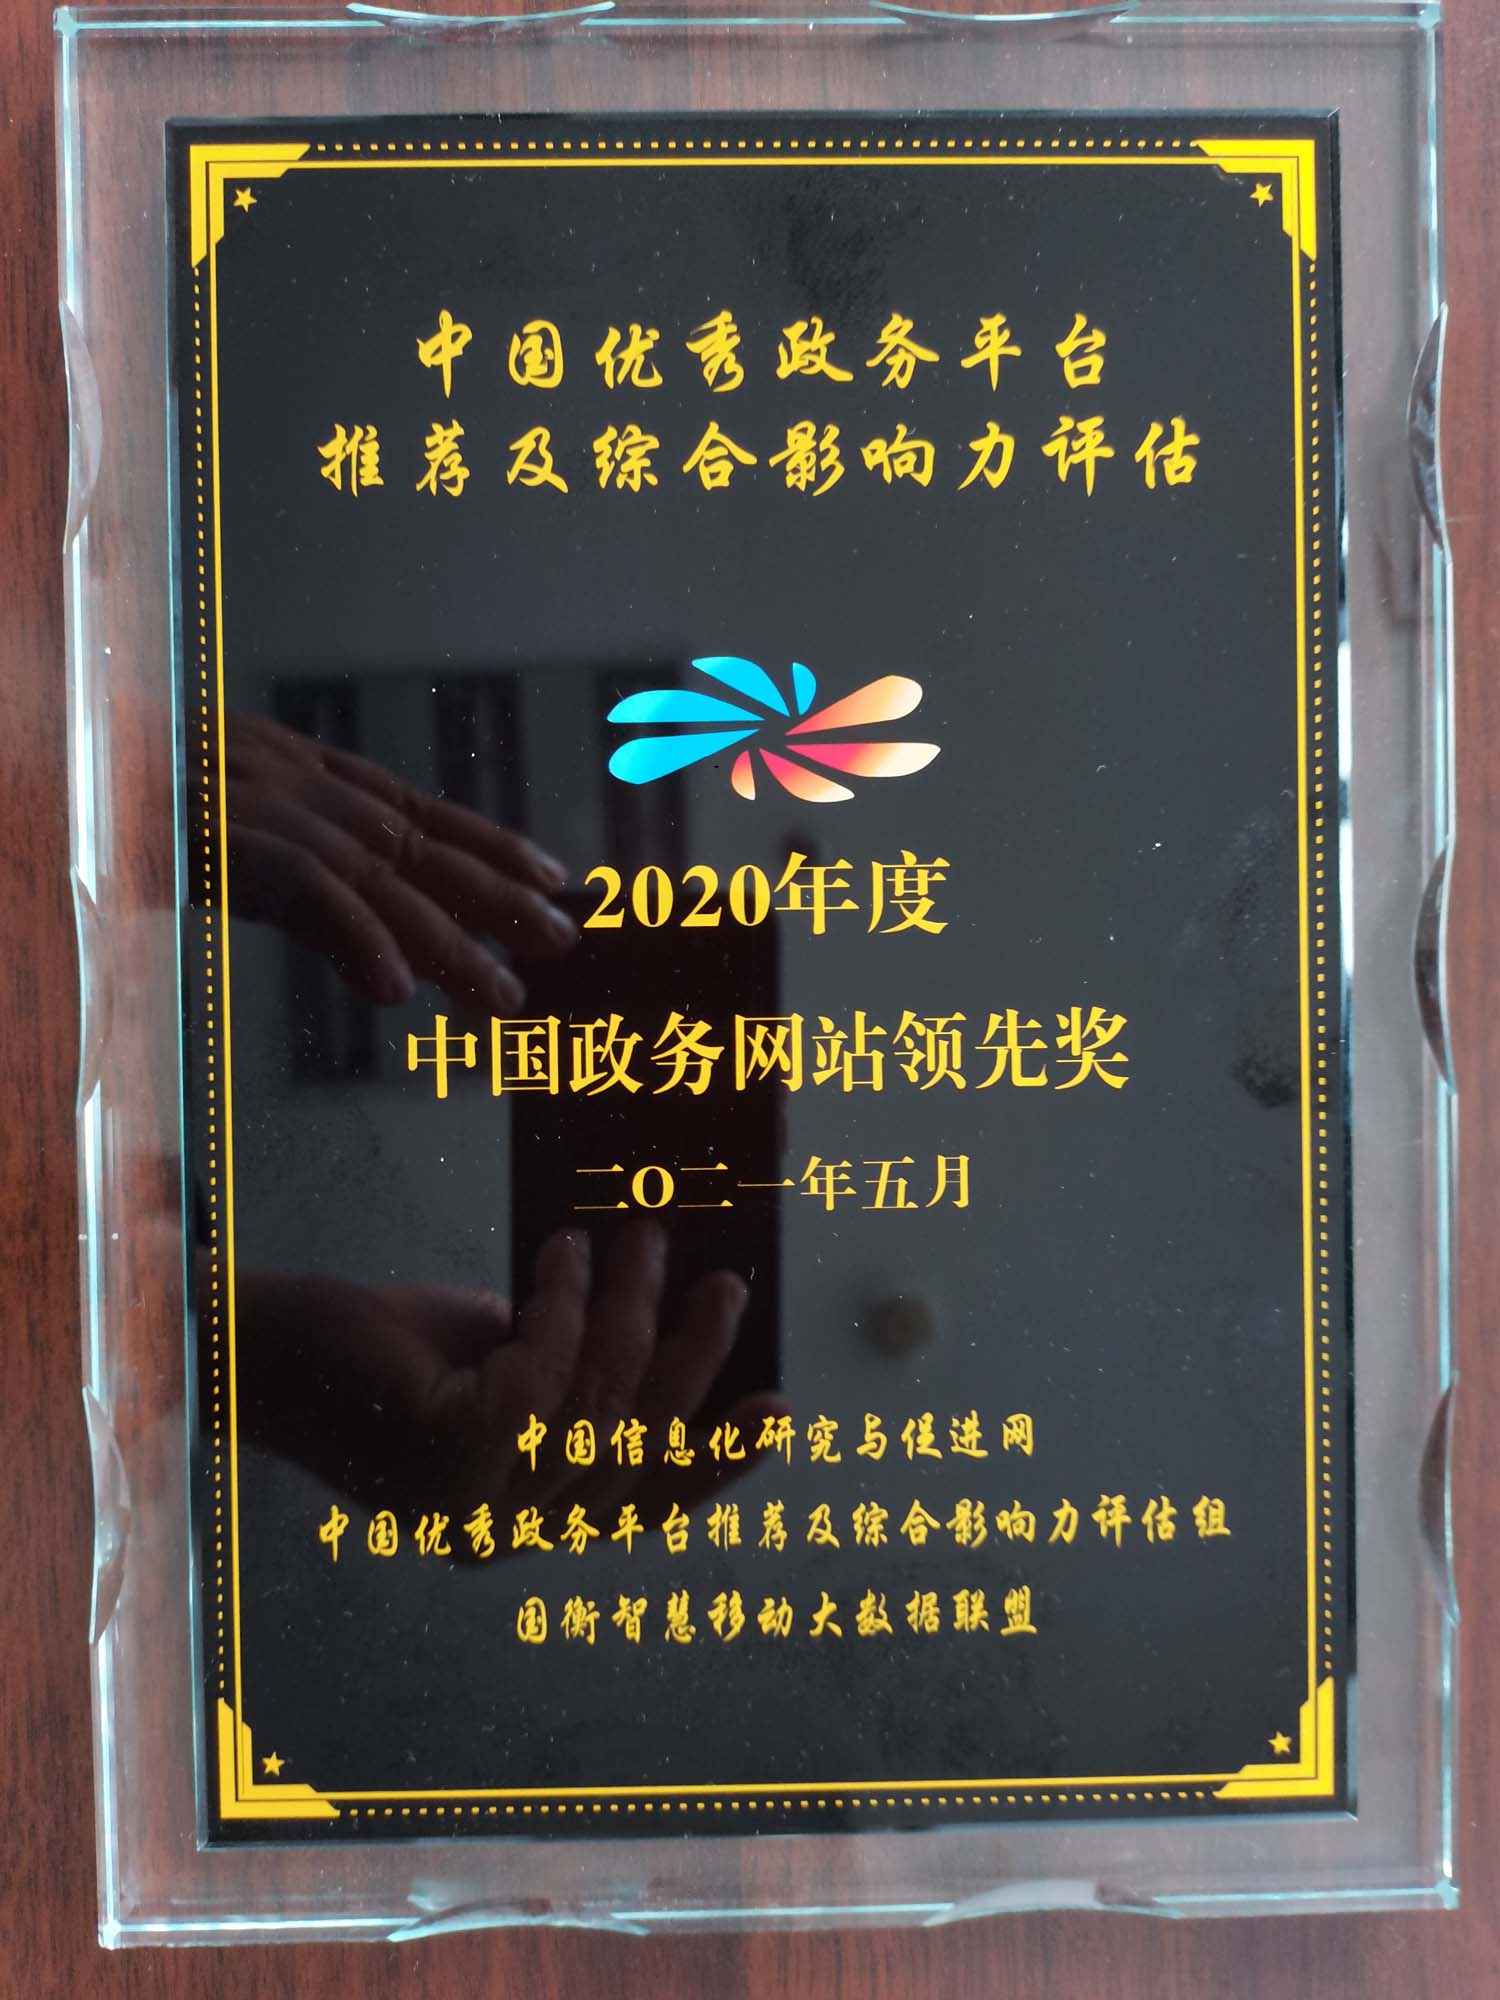 中国优秀政务平台
推荐及综合影响力评估
2020年度
中国政务网站领先奖
二O二一年五月
中国信息化研究与促进网
中国优秀政务平台推荐及综合影响力评估组
国衡智慧移动大数据联盟